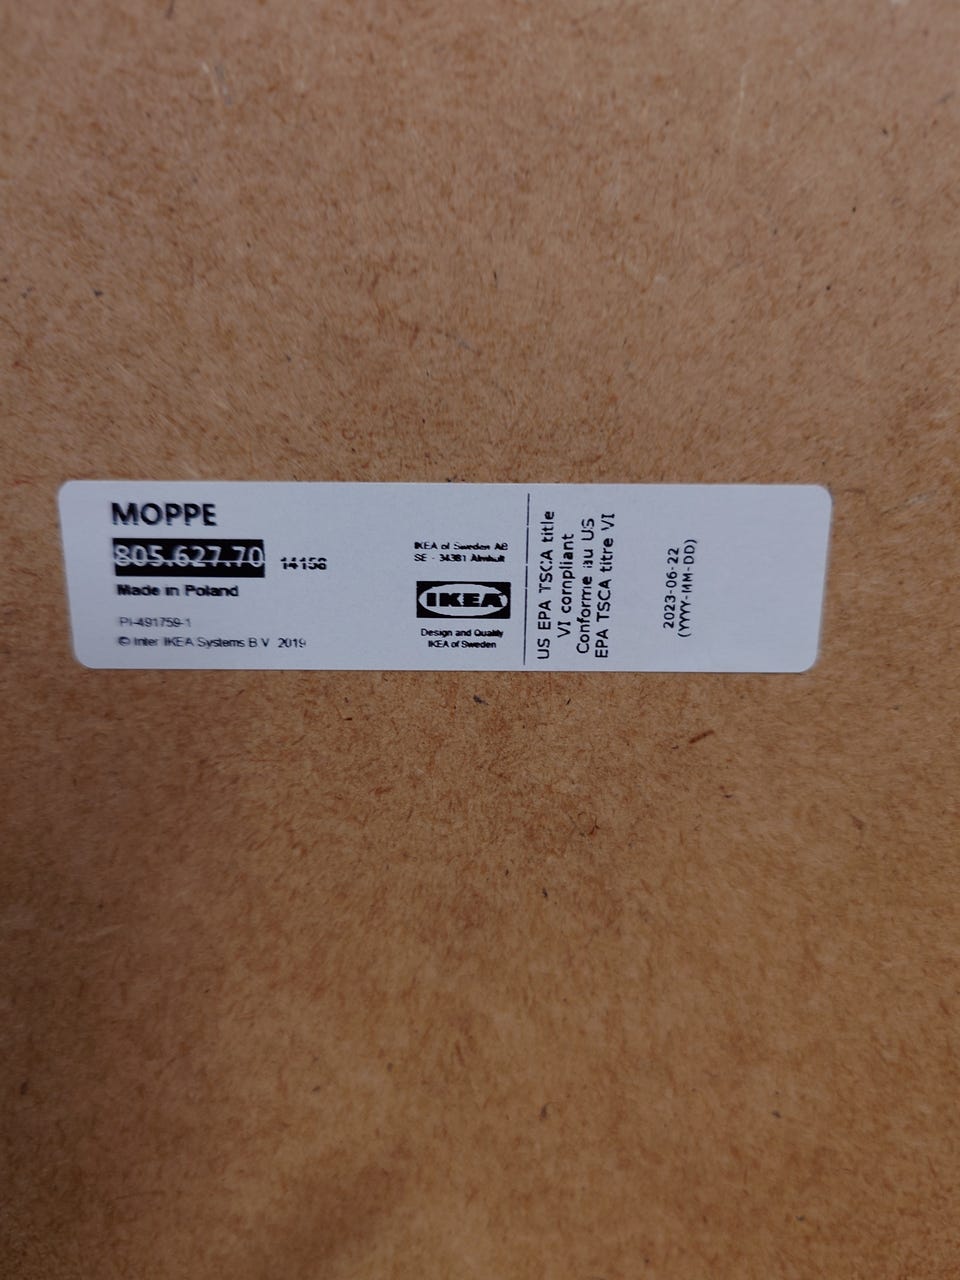 MOPPE
805.627.70 14158
Made in Poland
PI-491759-1
© Inter IKEA Systems B V 2019
IKEA of Sweden AB
SE - 34381 Älmhult
IKEA
Design and Quality
IKEA of Sweden
US EPA TSCA title
VI compliant
Conforme au US
EPA TSCA titre VI
2023-06-22
(YYYY-MM-DD)